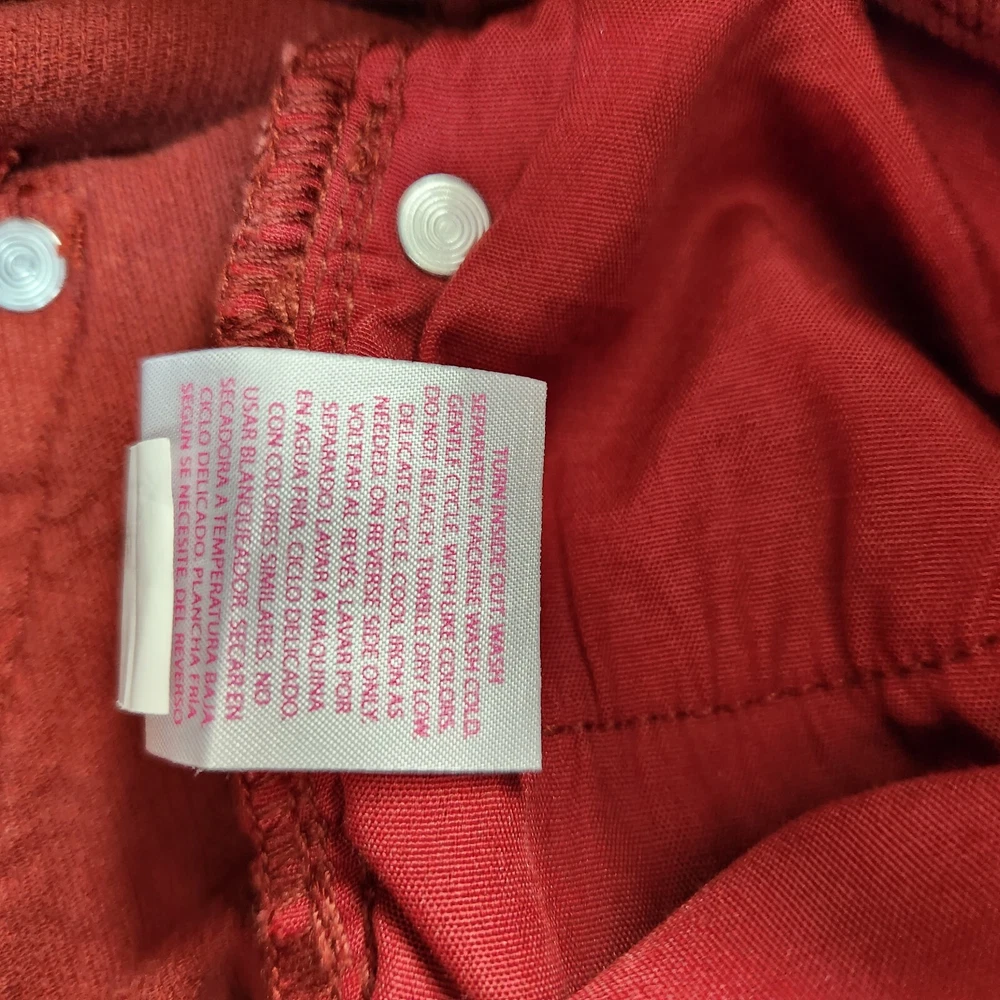 TURN INSIDE OUT. WASH
SEPARATELY. MACHINE WASH COLD.
GENTLE CYCLE. WITH LIKE COLORS.
DO NOT BLEACH. TUMBLE DRY LOW
DELICATE CYCLE. COOL IRON AS
NEEDED. ON REVERSE SIDE ONLY.
VOLTEAR AL REVÉS. LAVAR POR
SEPARADO. LAVAR A MAQUINA
EN AGUA FRIA. CICLO DELICADO.
CON COLORES SIMILARES. NO
USAR BLANQUEADOR. SECAR EN
SECADORA A TEMPERATURA BAJA
CICLO DELICADO. PLANCHA FRÍA
SEGUN SE NECESITE. DEL REVERSO